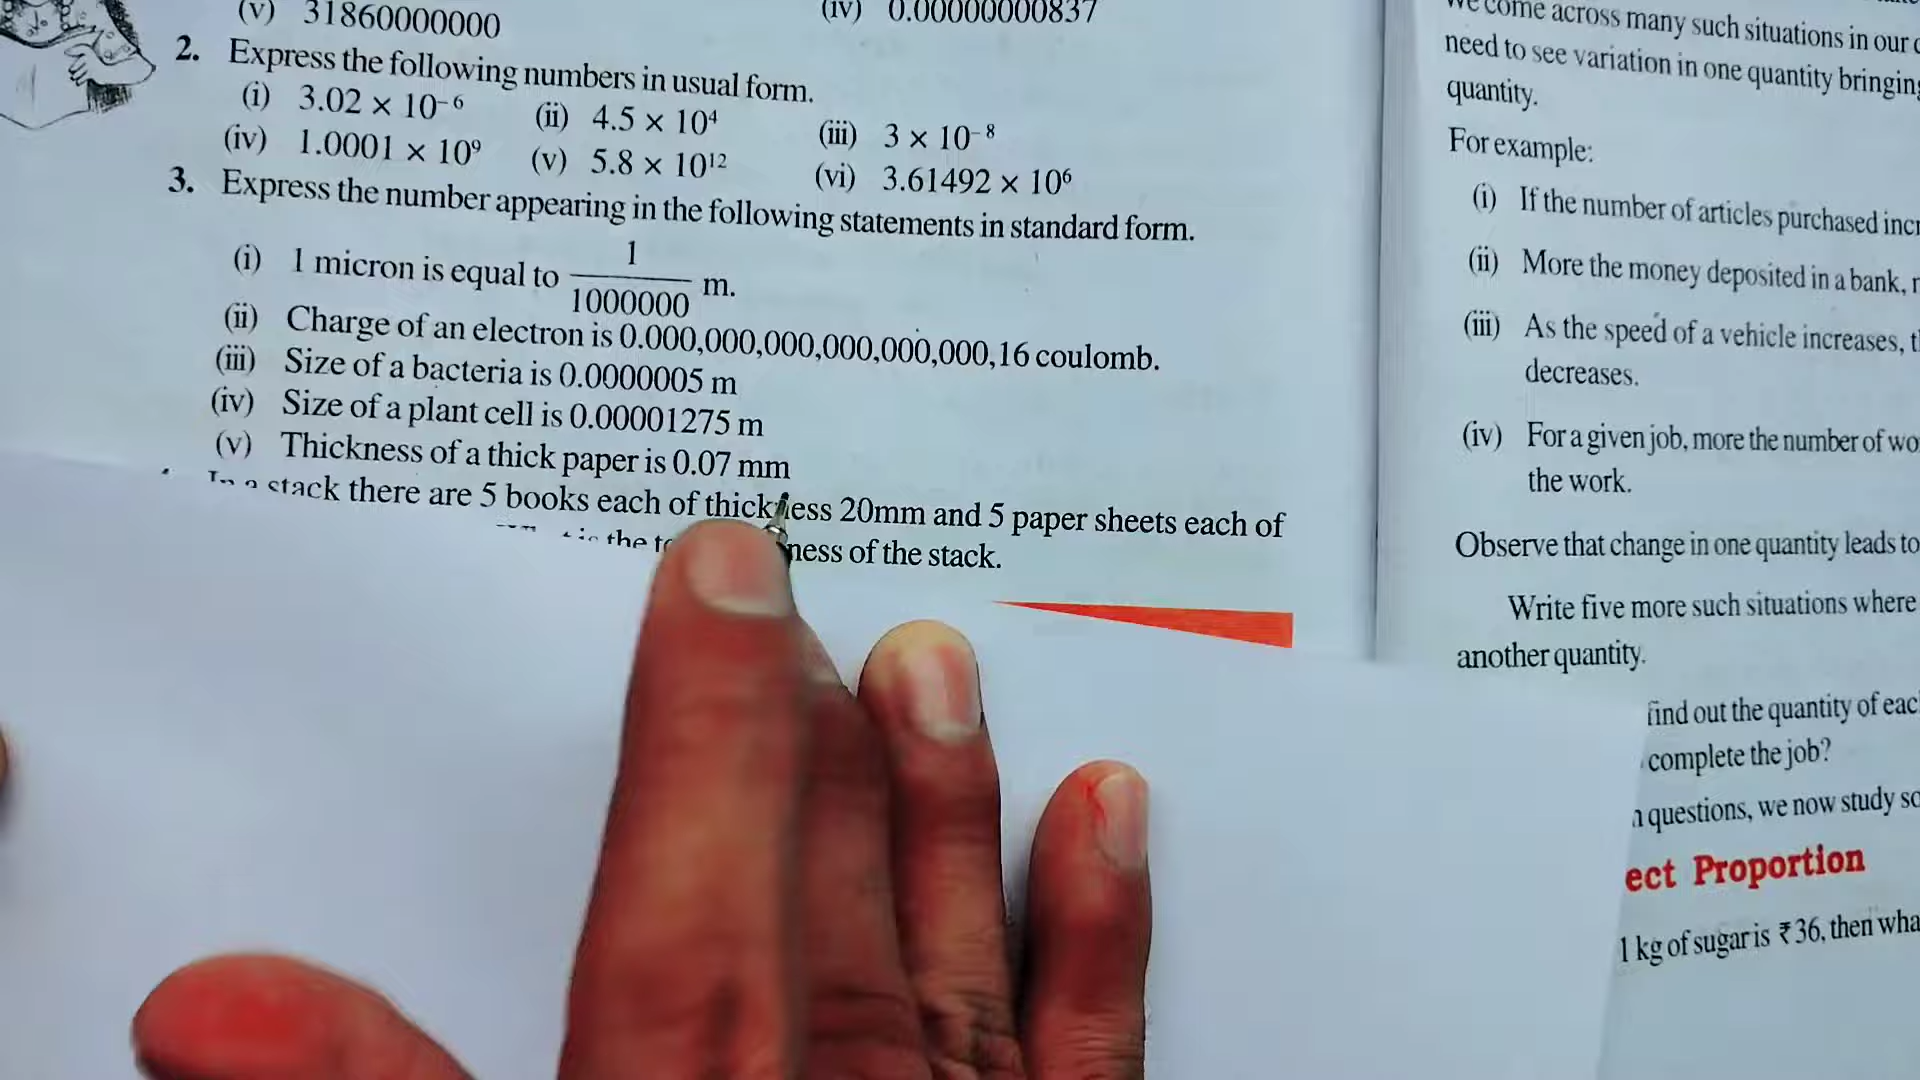 (v) 31860000000 (iv) 0.00000000837
2. Express the following numbers in usual form.
(i) 3.02 × 10⁻⁶ (ii) 4.5 × 10⁴ (iii) 3 × 10⁻⁸
(iv) 1.0001 × 10⁹ (v) 5.8 × 10¹² (vi) 3.61492 × 10⁶
3. Express the number appearing in the following statements in standard form.
(i) 1 micron is equal to 1/1000000 m.
(ii) Charge of an electron is 0.000,000,000,000,000,000,16 coulomb.
(iii) Size of a bacteria is 0.0000005 m
(iv) Size of a plant cell is 0.00001275 m
(v) Thickness of a thick paper is 0.07 mm
stack there are 5 books each of thickness 20mm and 5 paper sheets each of
the ness of the stack.
We come across many such situations in our
need to see variation in one quantity bringing
quantity.
For example:
(i) If the number of articles purchased incr
(ii) More the money deposited in a bank,
(iii) As the speed of a vehicle increases, t
decreases.
(iv) For a given job, more the number of wo
the work.
Observe that change in one quantity leads to
Write five more such situations where
another quantity.
find out the quantity of eac
complete the job?
questions, we now study so
ect Proportion
1 kg of sugar is ₹ 36, then wha